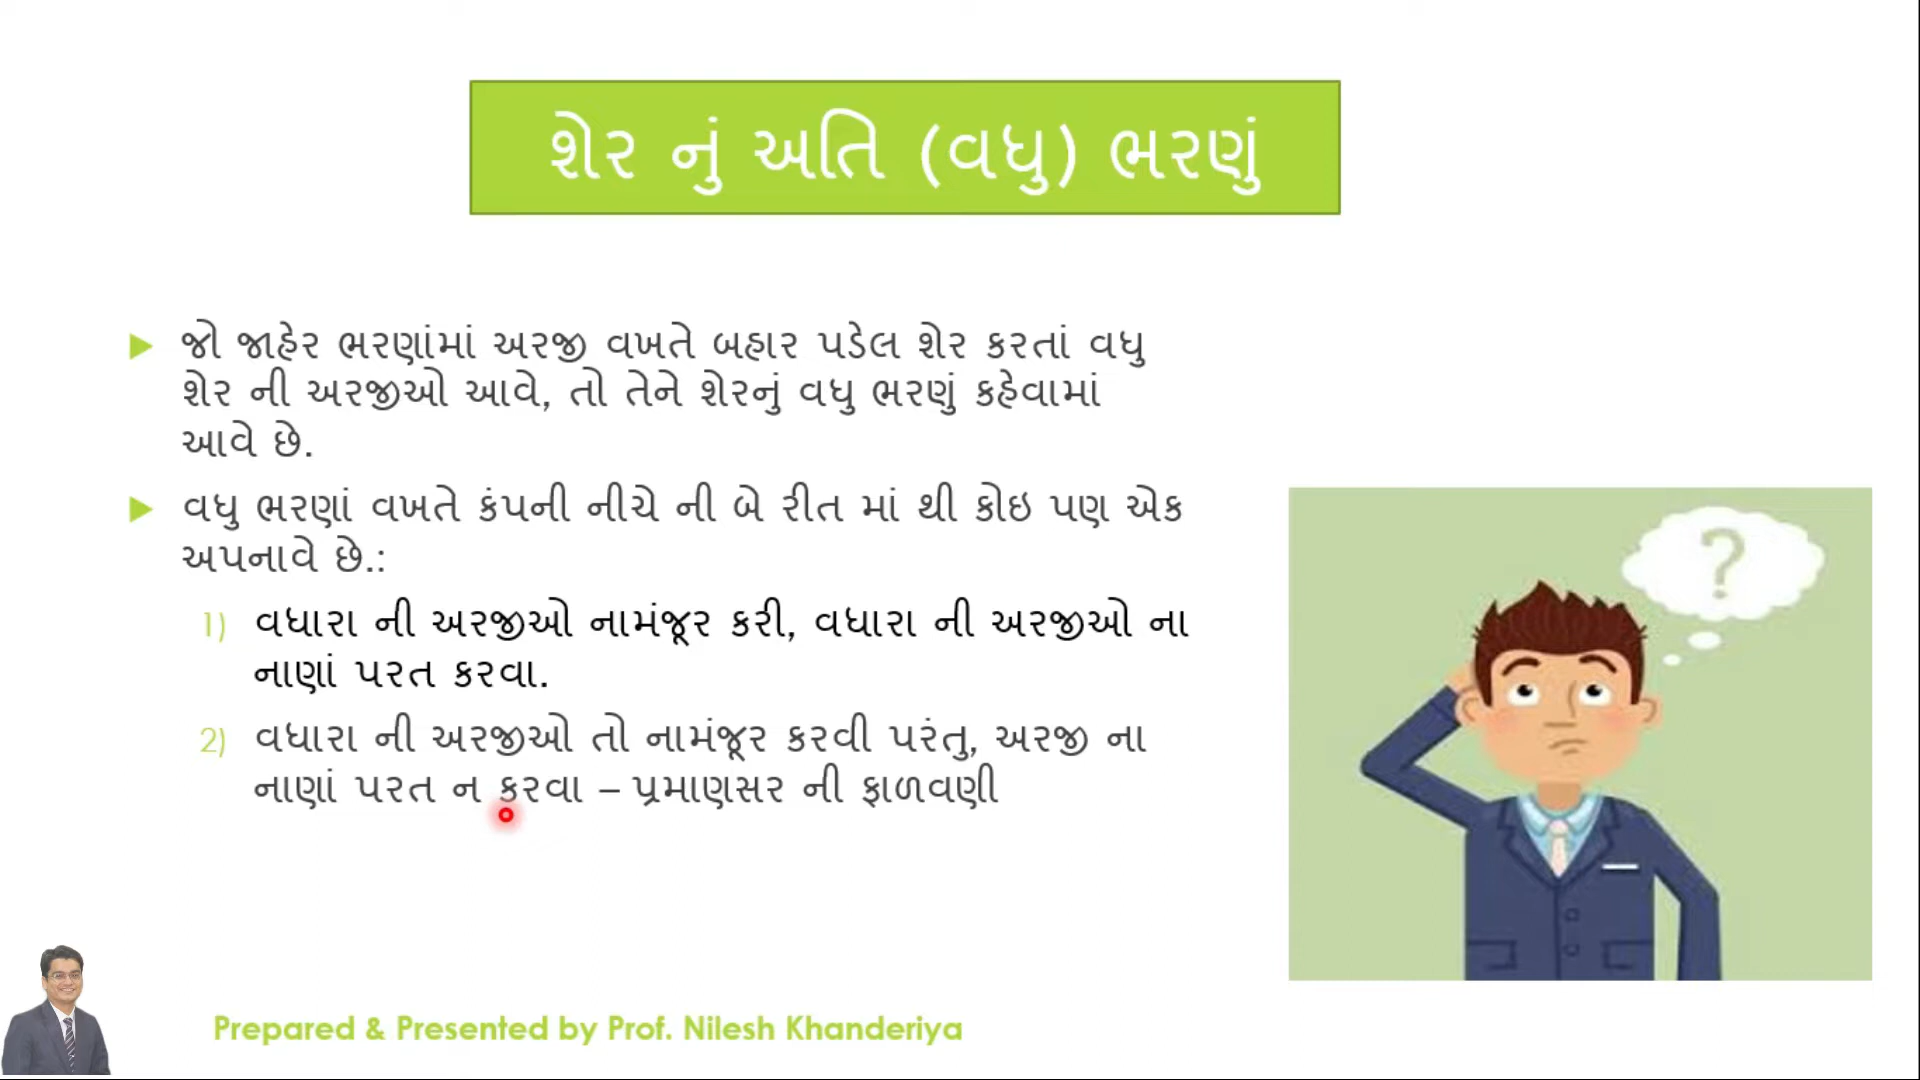 શેર નું અતિ (વધુ) ભરણું
જો જાહેર ભરણાંમાં અરજી વખતે બહાર પડેલ શેર કરતાં વધુ
શેર ની અરજીઓ આવે, તો તેને શેરનું વધુ ભરણું કહેવામાં
આવે છે.
વધુ ભરણાં વખતે કંપની નીચે ની બે રીત માં થી કોઇ પણ એક
અપનાવે છે.:
1) વધારા ની અરજીઓ નામંજૂર કરી, વધારા ની અરજીઓ ના
નાણાં પરત કરવા.
2) વધારા ની અરજીઓ તો નામંજૂર કરવી પરંતુ, અરજી ના
નાણાં પરત ન કરવા – પ્રમાણસર ની ફાળવણી
?
Prepared & Presented by Prof. Nilesh Khanderiya